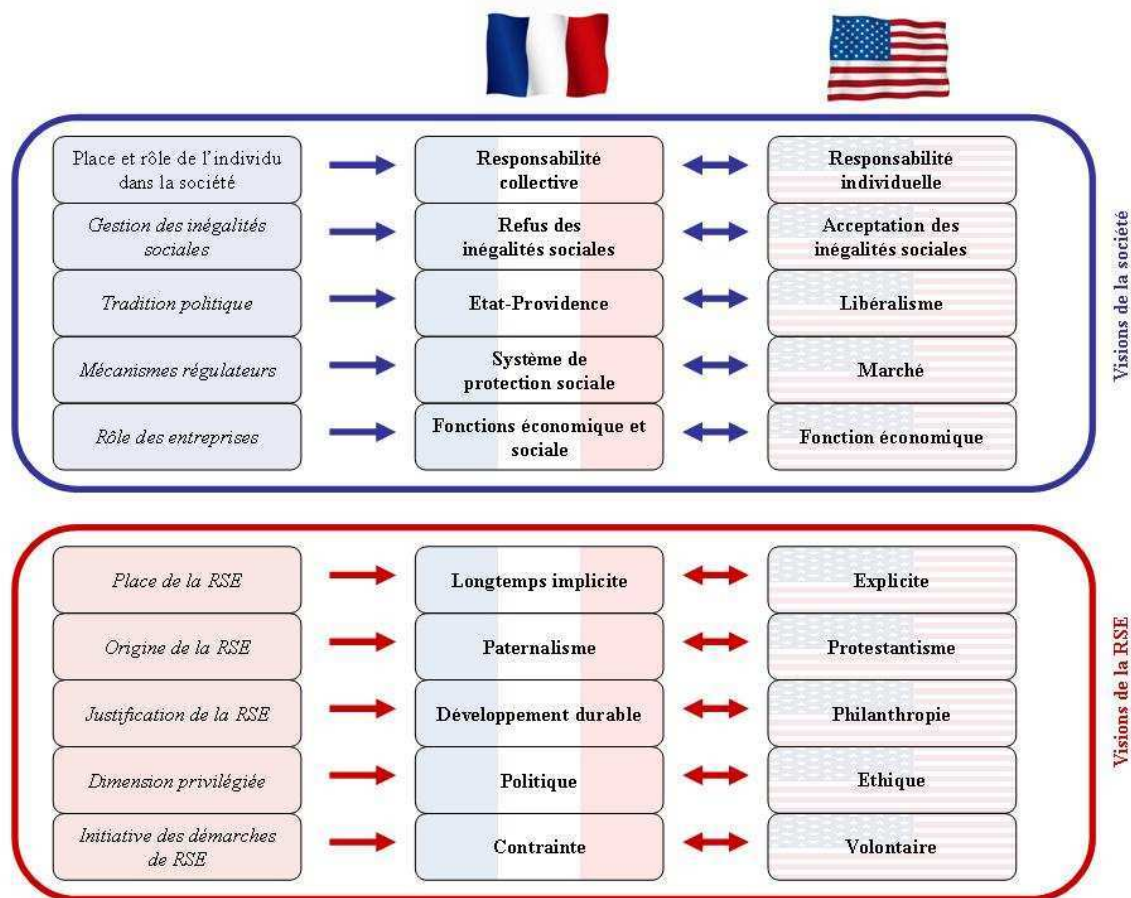 Place et rôle de l'individu
dans la société
Responsabilité
collective
Responsabilité
individuelle
Gestion des inégalités
sociales
Refus des
inégalités sociales
Acceptation des
inégalités sociales
Tradition politique
Etat-Providence
Libéralisme
Mécanismes régulateurs
Système de
protection sociale
Marché
Rôle des entreprises
Fonctions économique et
sociale
Fonction économique
Visions de la société
Place de la RSE
Longtemps implicite
Explicite
Origine de la RSE
Paternalisme
Protestantisme
Justification de la RSE
Développement durable
Philanthropie
Dimension privilégiée
Politique
Ethique
Initiative des démarches
de RSE
Contrainte
Volontaire
Visions de la RSE